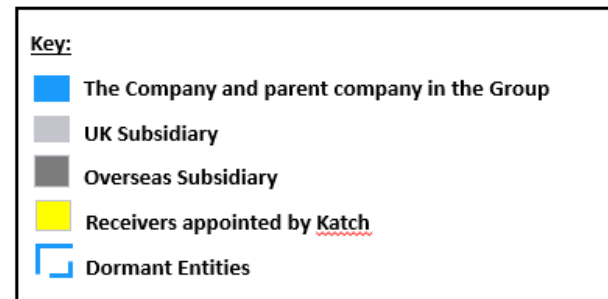 Key:
The Company and parent company in the Group
UK Subsidiary
Overseas Subsidiary
Receivers appointed by Katch
Dormant Entities